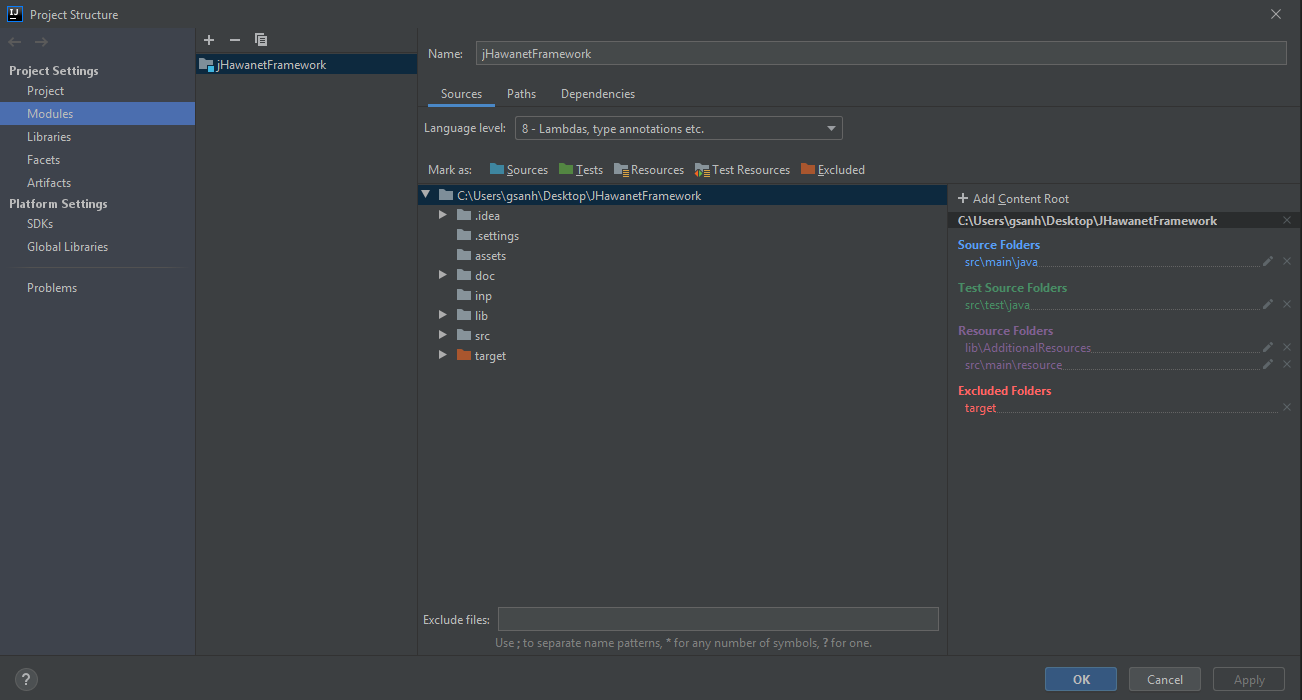 IJ
Project Structure
Project Settings
Project
Modules
Libraries
Facets
Artifacts
Platform Settings
SDKs
Global Libraries
Problems
jHawanetFramework
Name: jHawanetFramework
Sources Paths Dependencies
Language level: 8 - Lambdas, type annotations etc.
Mark as: Sources Tests Resources Test Resources Excluded
C:\Users\gsanh\Desktop\JHawanetFramework
.idea
.settings
assets
doc
inp
lib
src
target
Exclude files:
Use ; to separate name patterns, * for any number of symbols, ? for one.
+ Add Content Root
C:\Users\gsanh\Desktop\JHawanetFramework
Source Folders
src\main\java
Test Source Folders
src\test\java
Resource Folders
lib\AdditionalResources
src\main\resource
Excluded Folders
target
? OK Cancel Apply